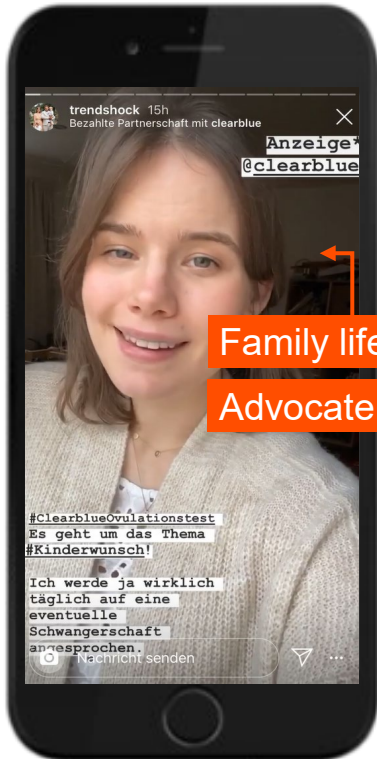 trendshock 15h
Bezahlte Partnerschaft mit clearblue
Anzeige*
@clearblue
Family life
Advocate
#ClearblueOvulationstest
Es geht um das Thema
#Kinderwunsch!
Ich werde ja wirklich
täglich auf eine
eventuelle
Schwangerschaft
angesprochen.
Nachricht senden